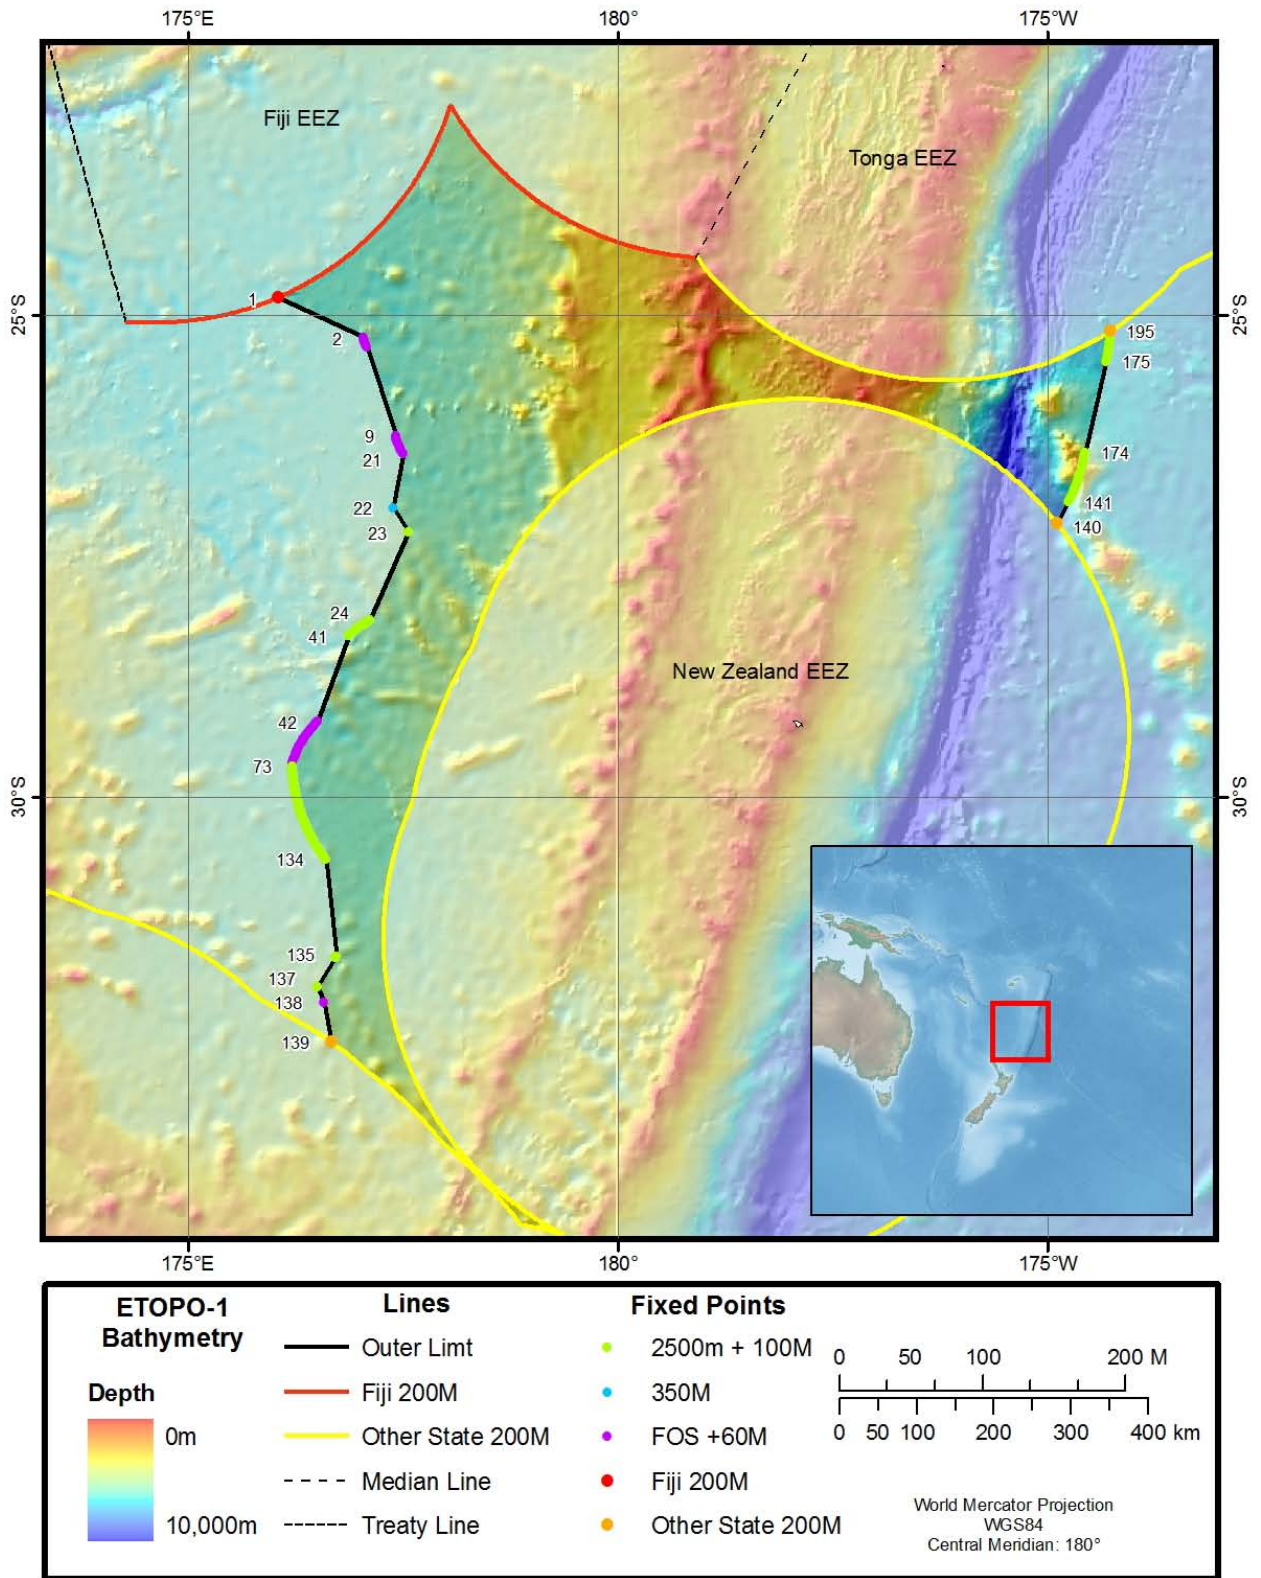 175°E 180° 175°W
Fiji EEZ
Tonga EEZ
1
25°S 25°S
195
2
175
9
174
21
141
22
140
23
24
41
New Zealand EEZ
42
73
30°S 30°S
134
135
137
138
139
175°E 180° 175°W
ETOPO-1
Bathymetry
Depth
0m
10,000m
Lines
Outer Limt
Fiji 200M
Other State 200M
Median Line
Treaty Line
Fixed Points
2500m + 100M
350M
FOS +60M
Fiji 200M
Other State 200M
0 50 100 200 M
0 50 100 200 300 400 km
World Mercator Projection
WGS84
Central Meridian: 180°